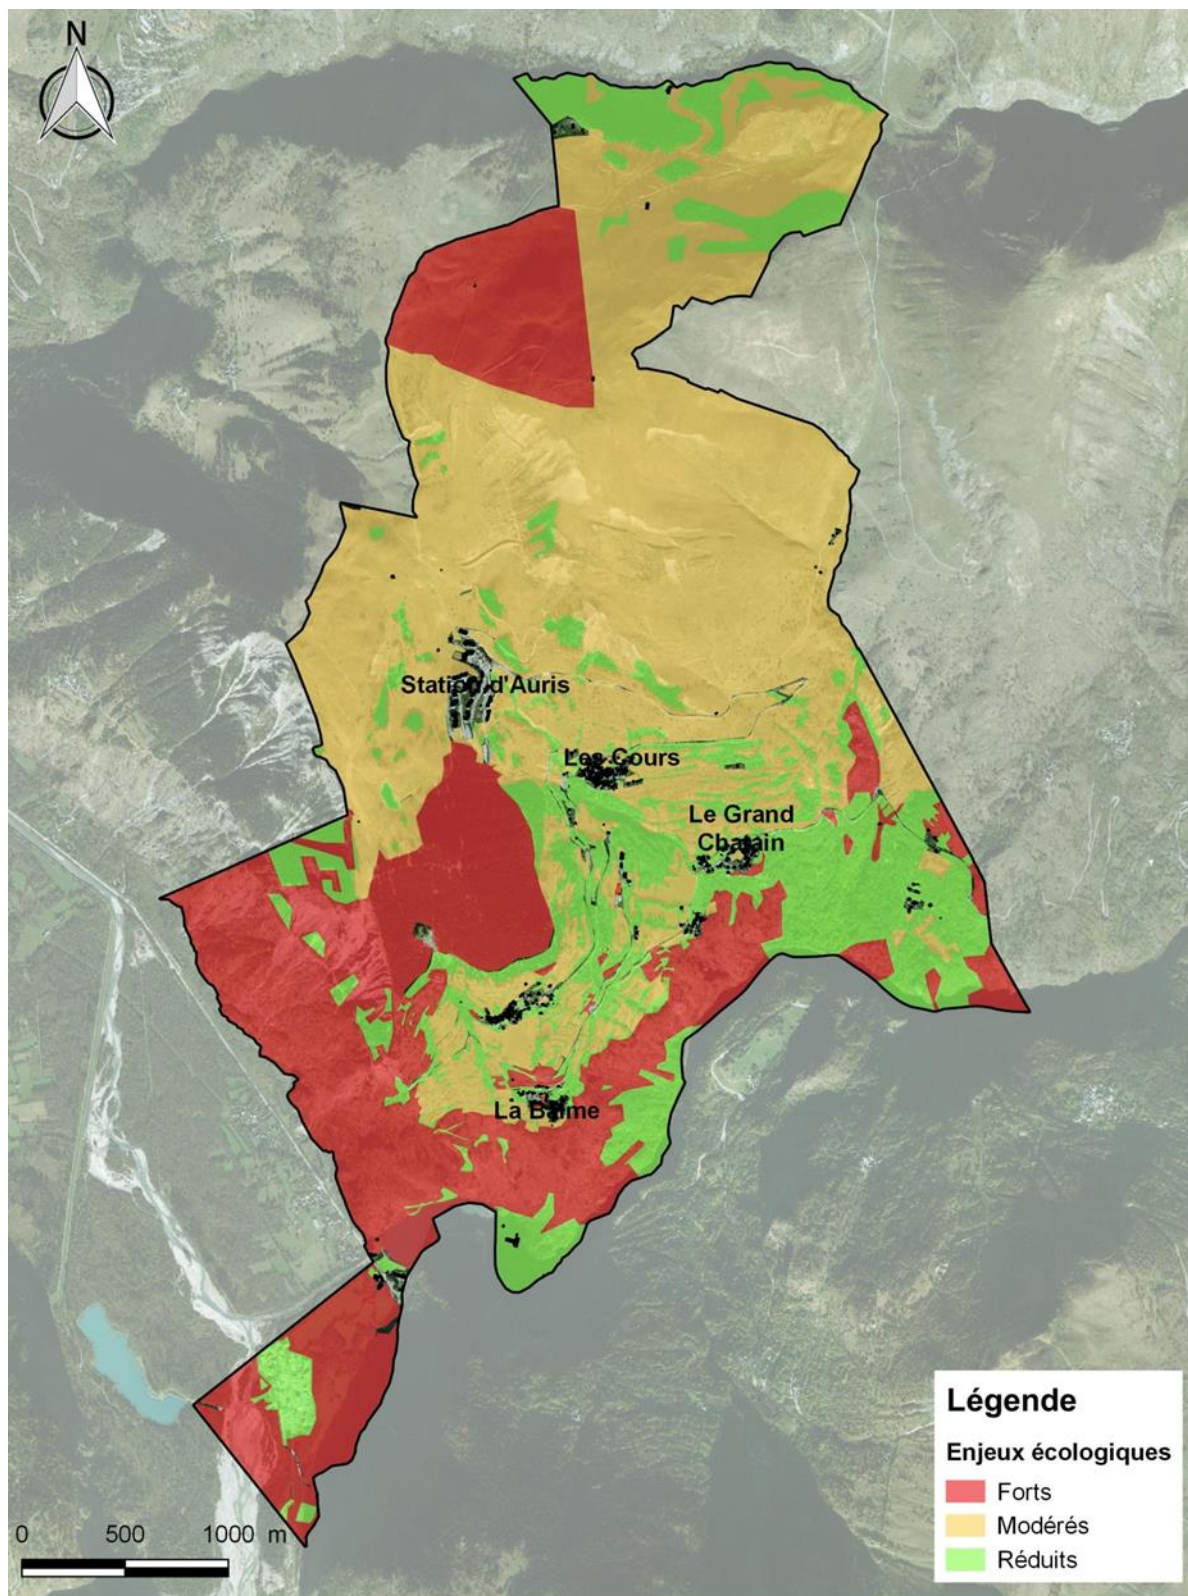 N
Station d'Auris
Les Cours
Le Grand
Chatain
La Balme
Légende
Enjeux écologiques
Forts
Modérés
Réduits
0 500 1000 m